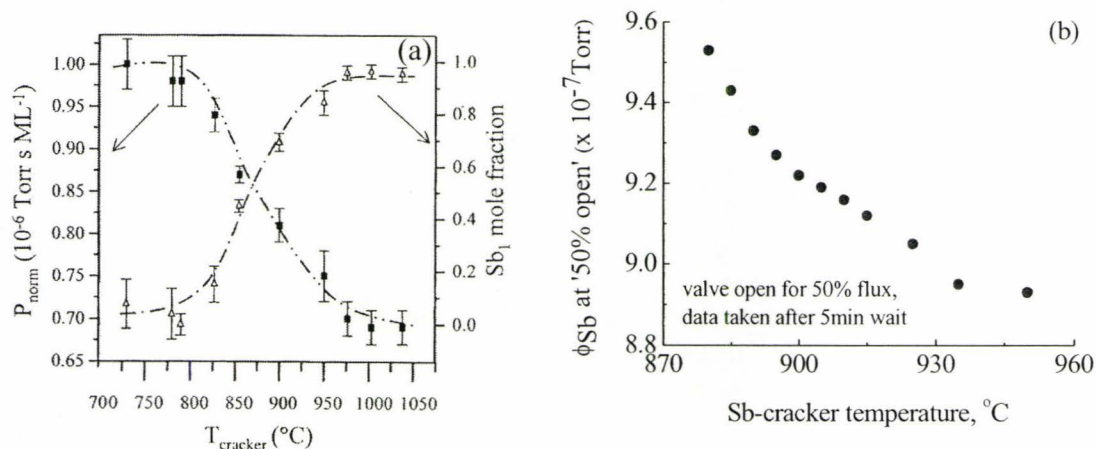 (a)
P_norm (10^-6 Torr s ML^-1)
1.00
0.95
0.90
0.85
0.80
0.75
0.70
0.65
1.0
0.8
0.6
0.4
0.2
0.0
Sb_1 mole fraction
700 750 800 850 900 950 1000 1050
T_cracker (°C)
(b)
ϕSb at '50% open' (x 10^-7 Torr)
9.6
9.4
9.2
9.0
8.8
valve open for 50% flux,
data taken after 5min wait
870 900 930 960
Sb-cracker temperature, °C